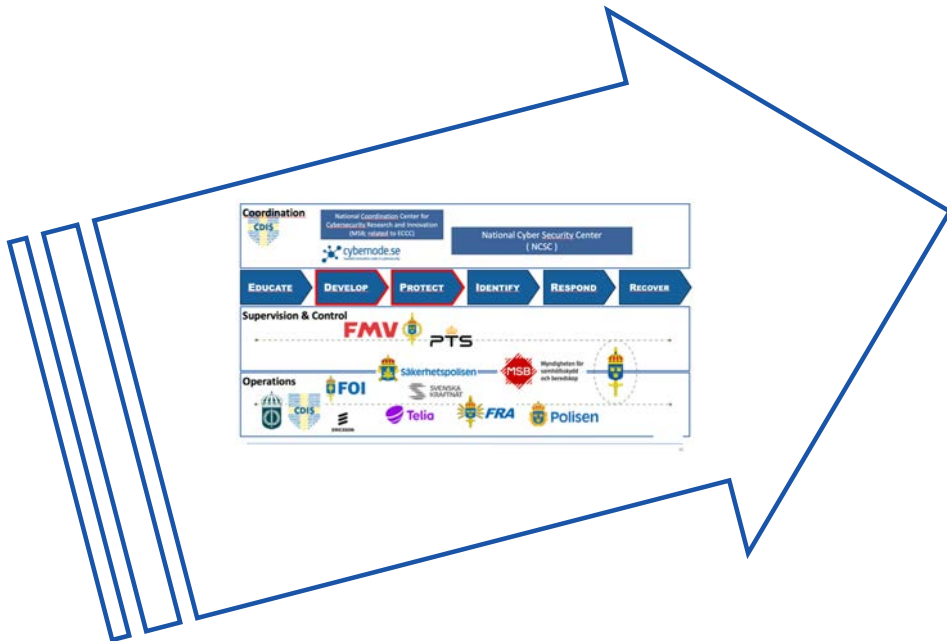 Coordination
CDIS
National Coordination Center for
Cybersecurity Research and Innovation
(MSB; related to ECCC)
cybernode.se
National Cyber Security Center
( NCSC )
EDUCATE
DEVELOP
PROTECT
IDENTIFY
RESPOND
RECOVER
Supervision & Control
FMV
PTS
Säkerhetspolisen
MSB
Myndigheten för
samhällsskydd
och beredskap
Operations
FOI
SVENSKA
KRAFTNÄT
CDIS
ERICSSON
Telia
FRA
Polisen